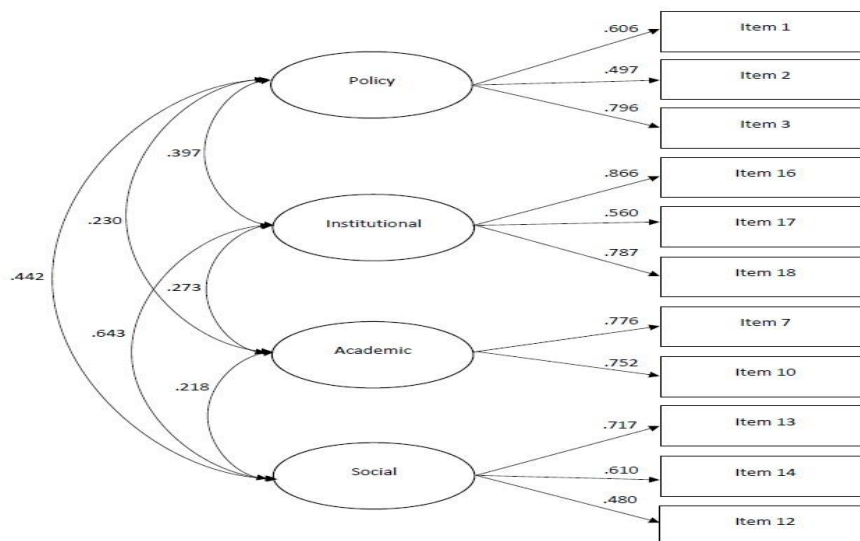 .606
Item 1
Policy
.497
Item 2
.796
Item 3
.397
.866
Item 16
.230
Institutional
.560
Item 17
.442
.273
.787
Item 18
.643
.776
Item 7
Academic
.752
Item 10
.218
.717
Item 13
Social
.610
Item 14
.480
Item 12